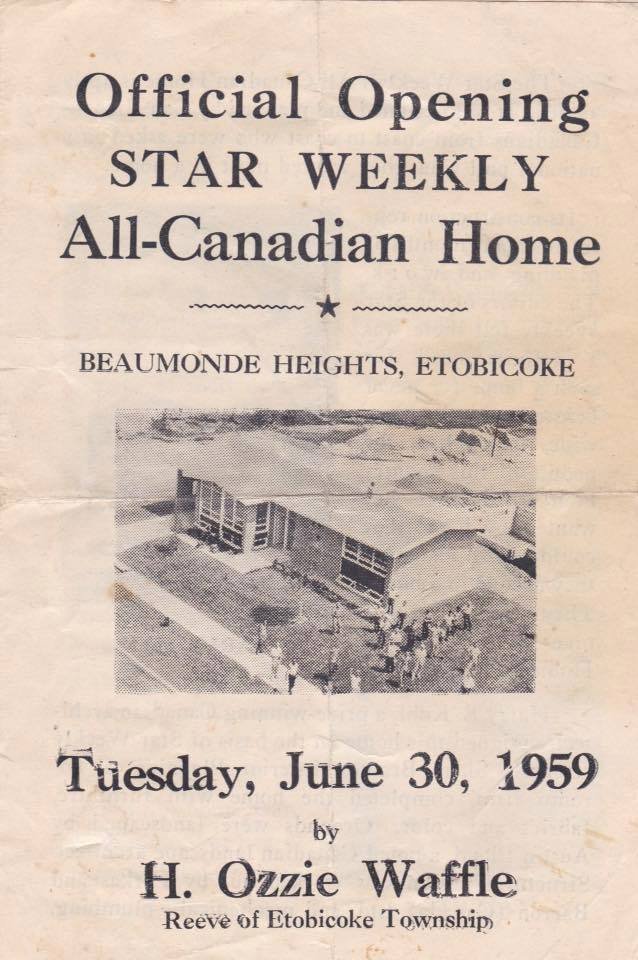 Official Opening
STAR WEEKLY
All-Canadian Home
BEAUMONDE HEIGHTS, ETOBICOKE
Tuesday, June 30, 1959
by
H. Ozzie Waffle
Reeve of Etobicoke Township